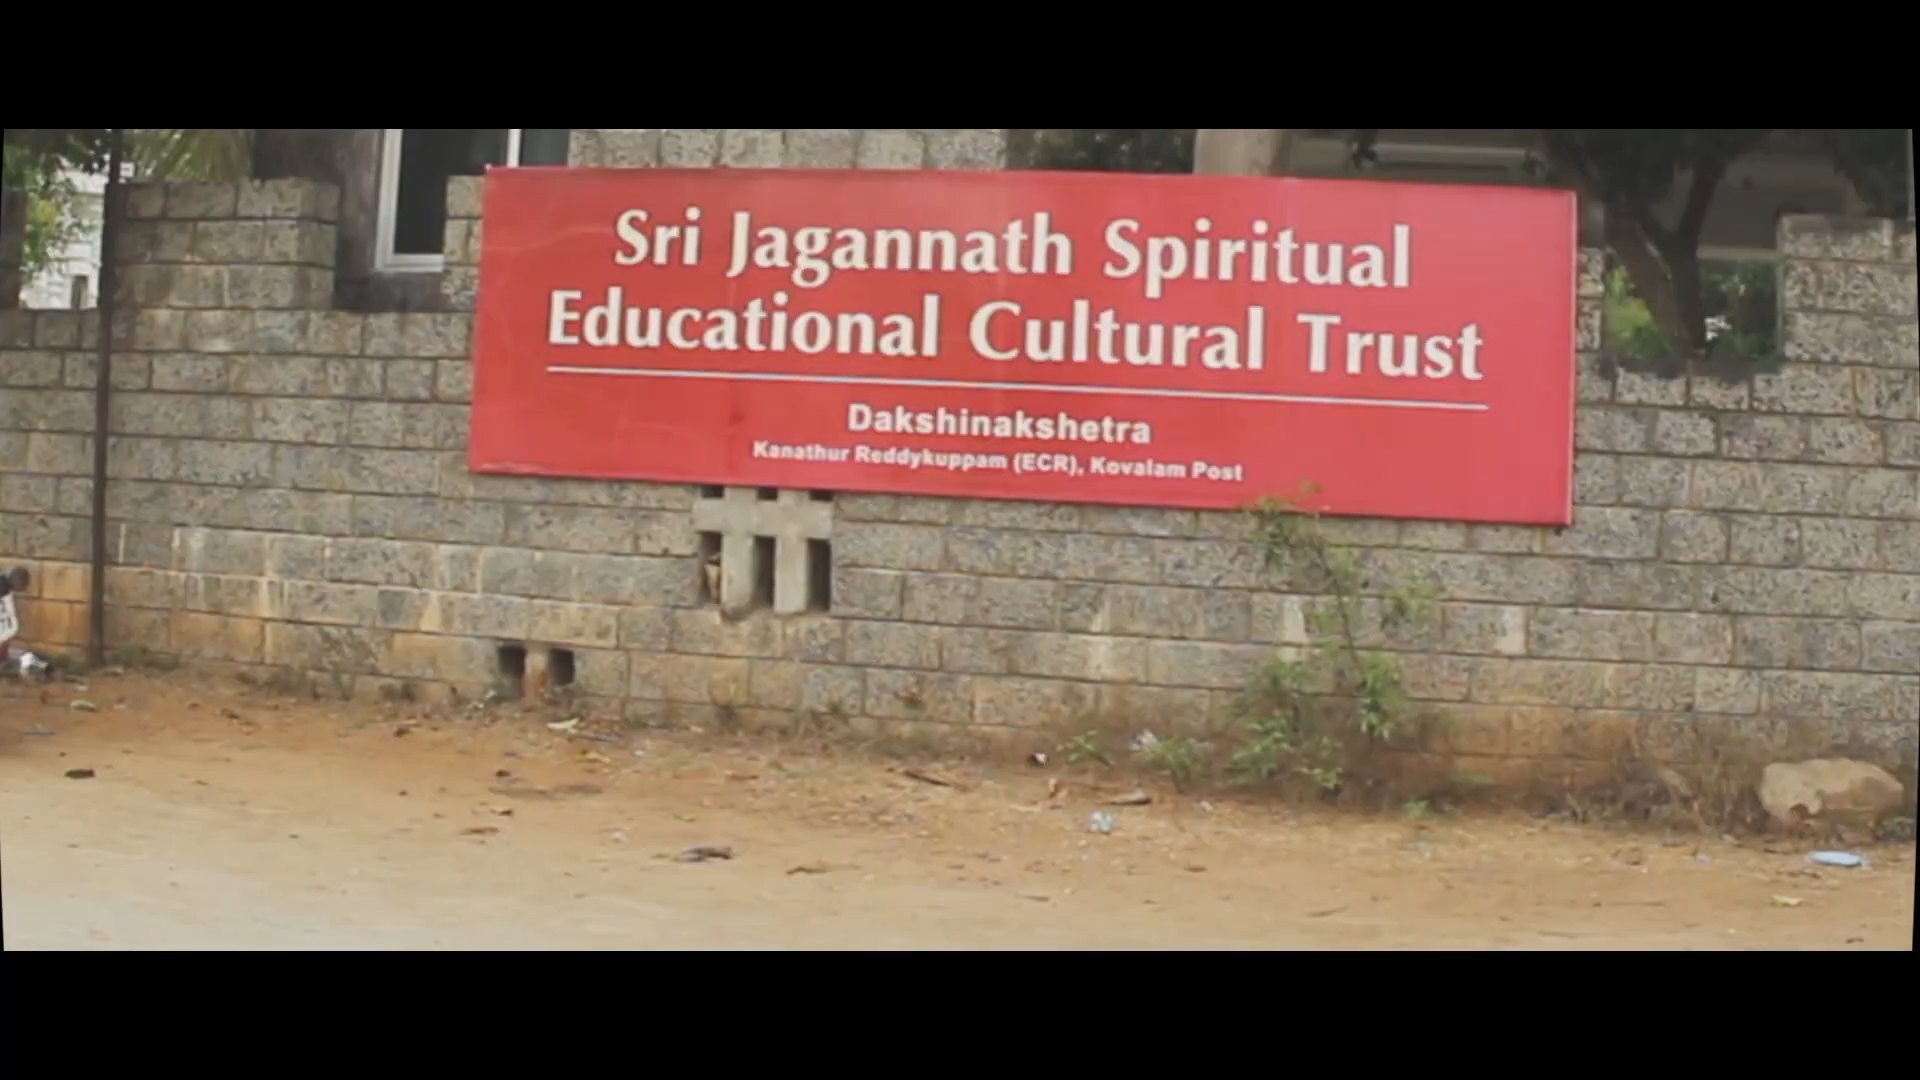 Sri Jagannath Spiritual
Educational Cultural Trust
Dakshinakshetra
Kanathur Reddykuppam (ECR), Kovalam Post